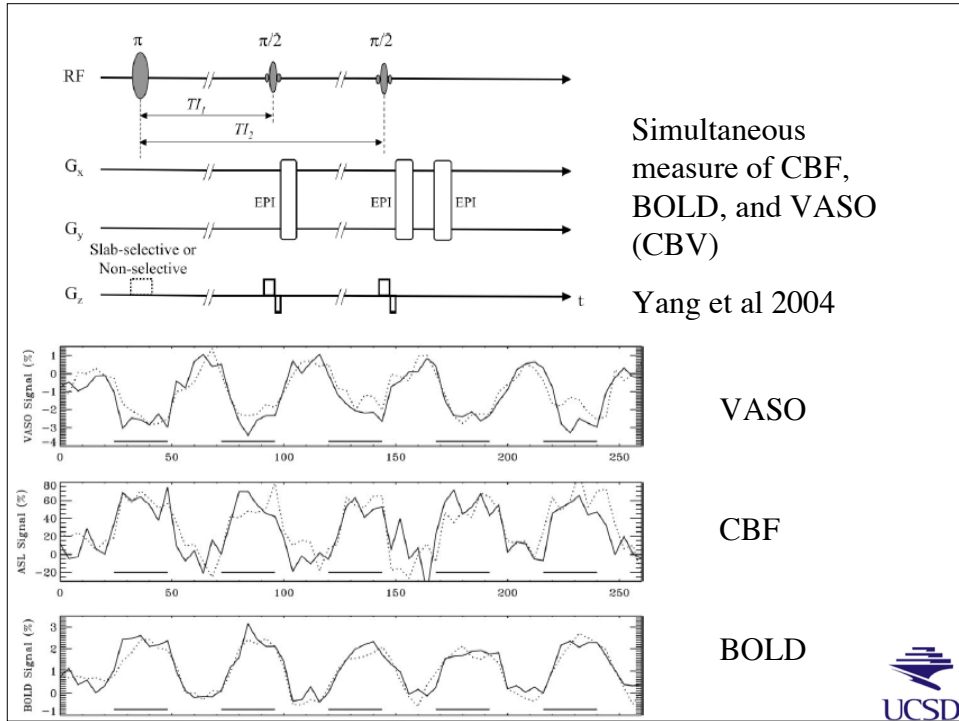 π π/2 π/2
RF
TI₁
TI₂
Gₓ
EPI EPI EPI
Gᵧ
Slab-selective or
Non-selective
G_z t
Simultaneous
measure of CBF,
BOLD, and VASO
(CBV)
Yang et al 2004
VASO Signal (%)
1
0
-1
-2
-3
-4
0 50 100 150 200 250
VASO
ASL Signal (%)
80
60
40
20
0
-20
0 50 100 150 200 250
CBF
BOLD Signal (%)
3
2
1
0
-1
0 50 100 150 200 250
BOLD
UCSD